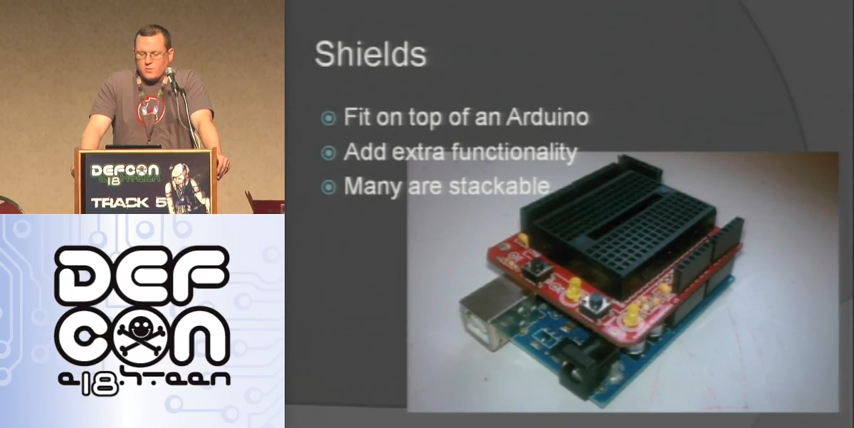 DEFCON
18
TRACK 5
DEF
CON
e18hteen
Shields
Fit on top of an Arduino
Add extra functionality
Many are stackable